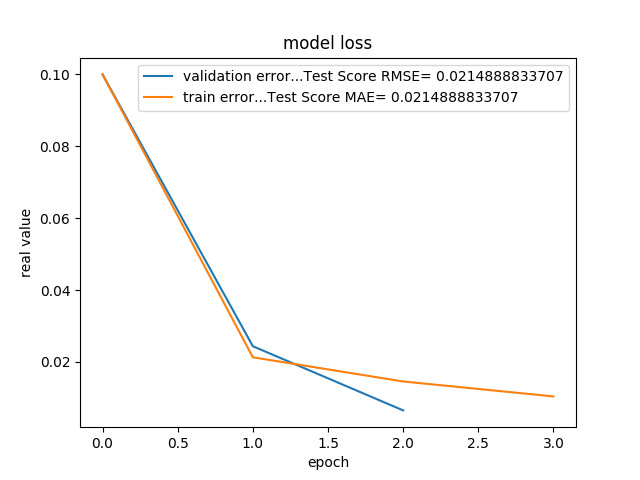 model loss
validation error...Test Score RMSE= 0.0214888833707
train error...Test Score MAE= 0.0214888833707
0.10
0.08
0.06
0.04
0.02
real value
0.0 0.5 1.0 1.5 2.0 2.5 3.0
epoch